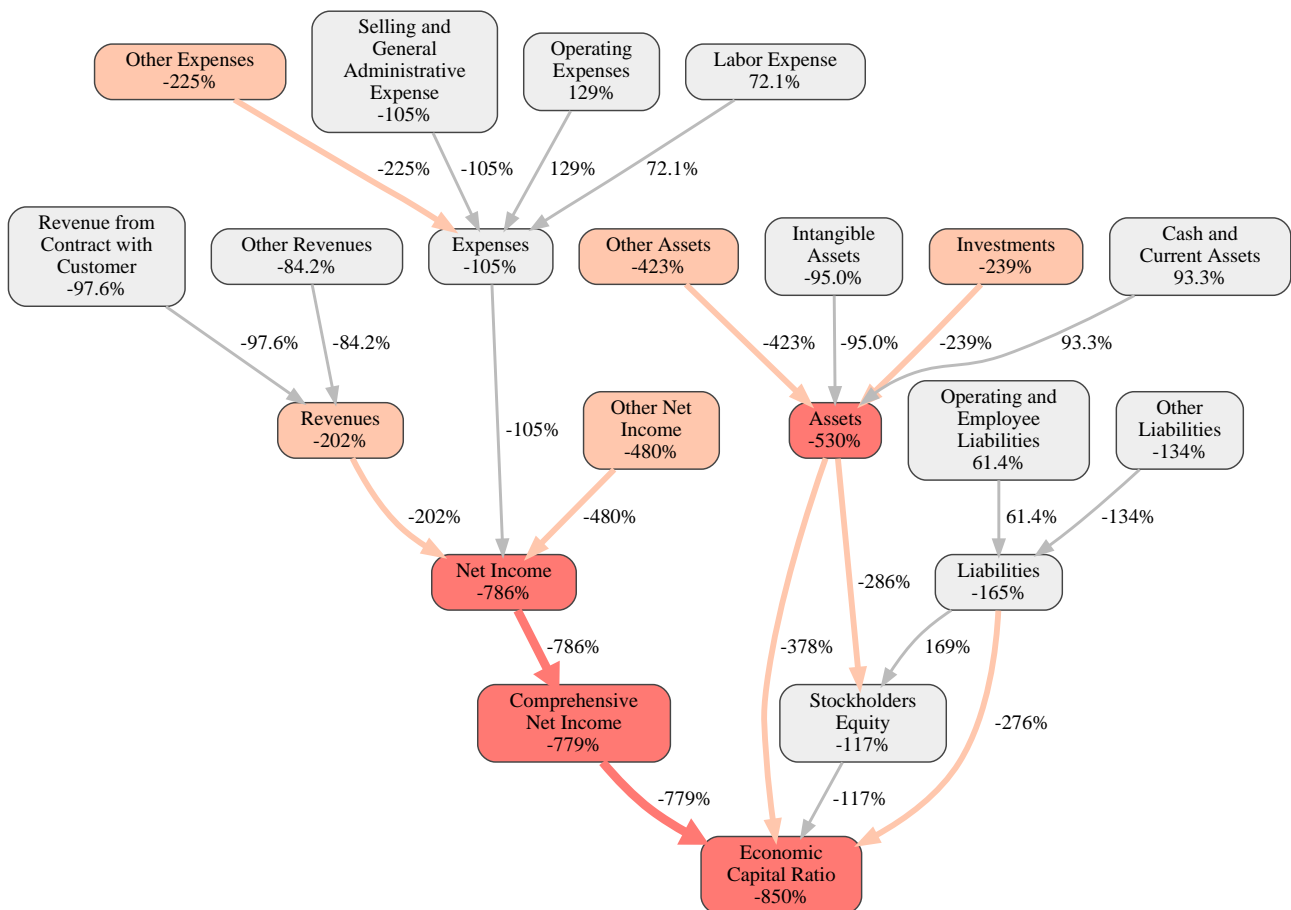 Selling and
General
Administrative
Expense
-105%
Other Expenses
-225%
Operating
Expenses
129%
Labor Expense
72.1%
-225%
-105%
129%
72.1%
Revenue from
Contract with
Customer
-97.6%
Other Revenues
-84.2%
Expenses
-105%
Other Assets
-423%
Intangible
Assets
-95.0%
Investments
-239%
Cash and
Current Assets
93.3%
-97.6%
-84.2%
-423%
-95.0%
-239%
93.3%
Revenues
-202%
-105%
Other Net
Income
-480%
Assets
-530%
Operating and
Employee
Liabilities
61.4%
Other
Liabilities
-134%
-202%
-480%
61.4%
-134%
Net Income
-786%
-286%
Liabilities
-165%
-786%
-378%
169%
Comprehensive
Net Income
-779%
Stockholders
Equity
-117%
-276%
-779%
-117%
Economic
Capital Ratio
-850%